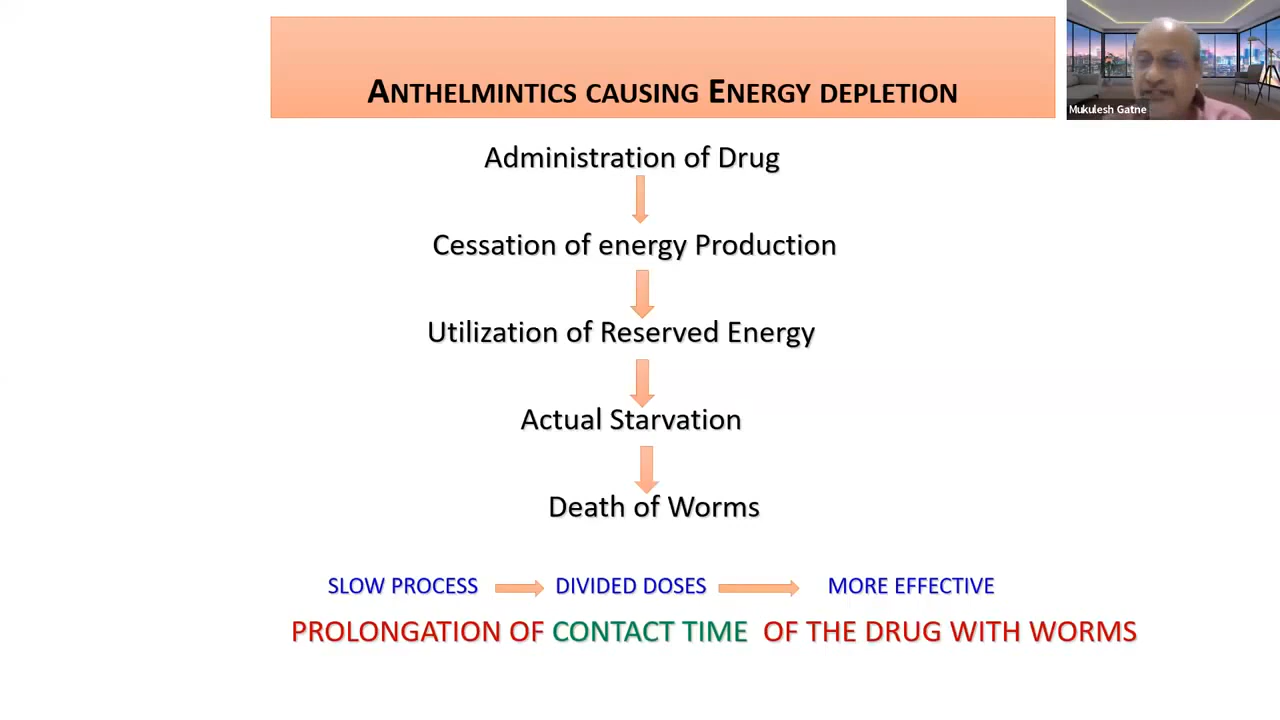 ANTHELMINTICS CAUSING ENERGY DEPLETION
Mukulesh Gatne
Administration of Drug
Cessation of energy Production
Utilization of Reserved Energy
Actual Starvation
Death of Worms
SLOW PROCESS DIVIDED DOSES MORE EFFECTIVE
PROLONGATION OF CONTACT TIME OF THE DRUG WITH WORMS